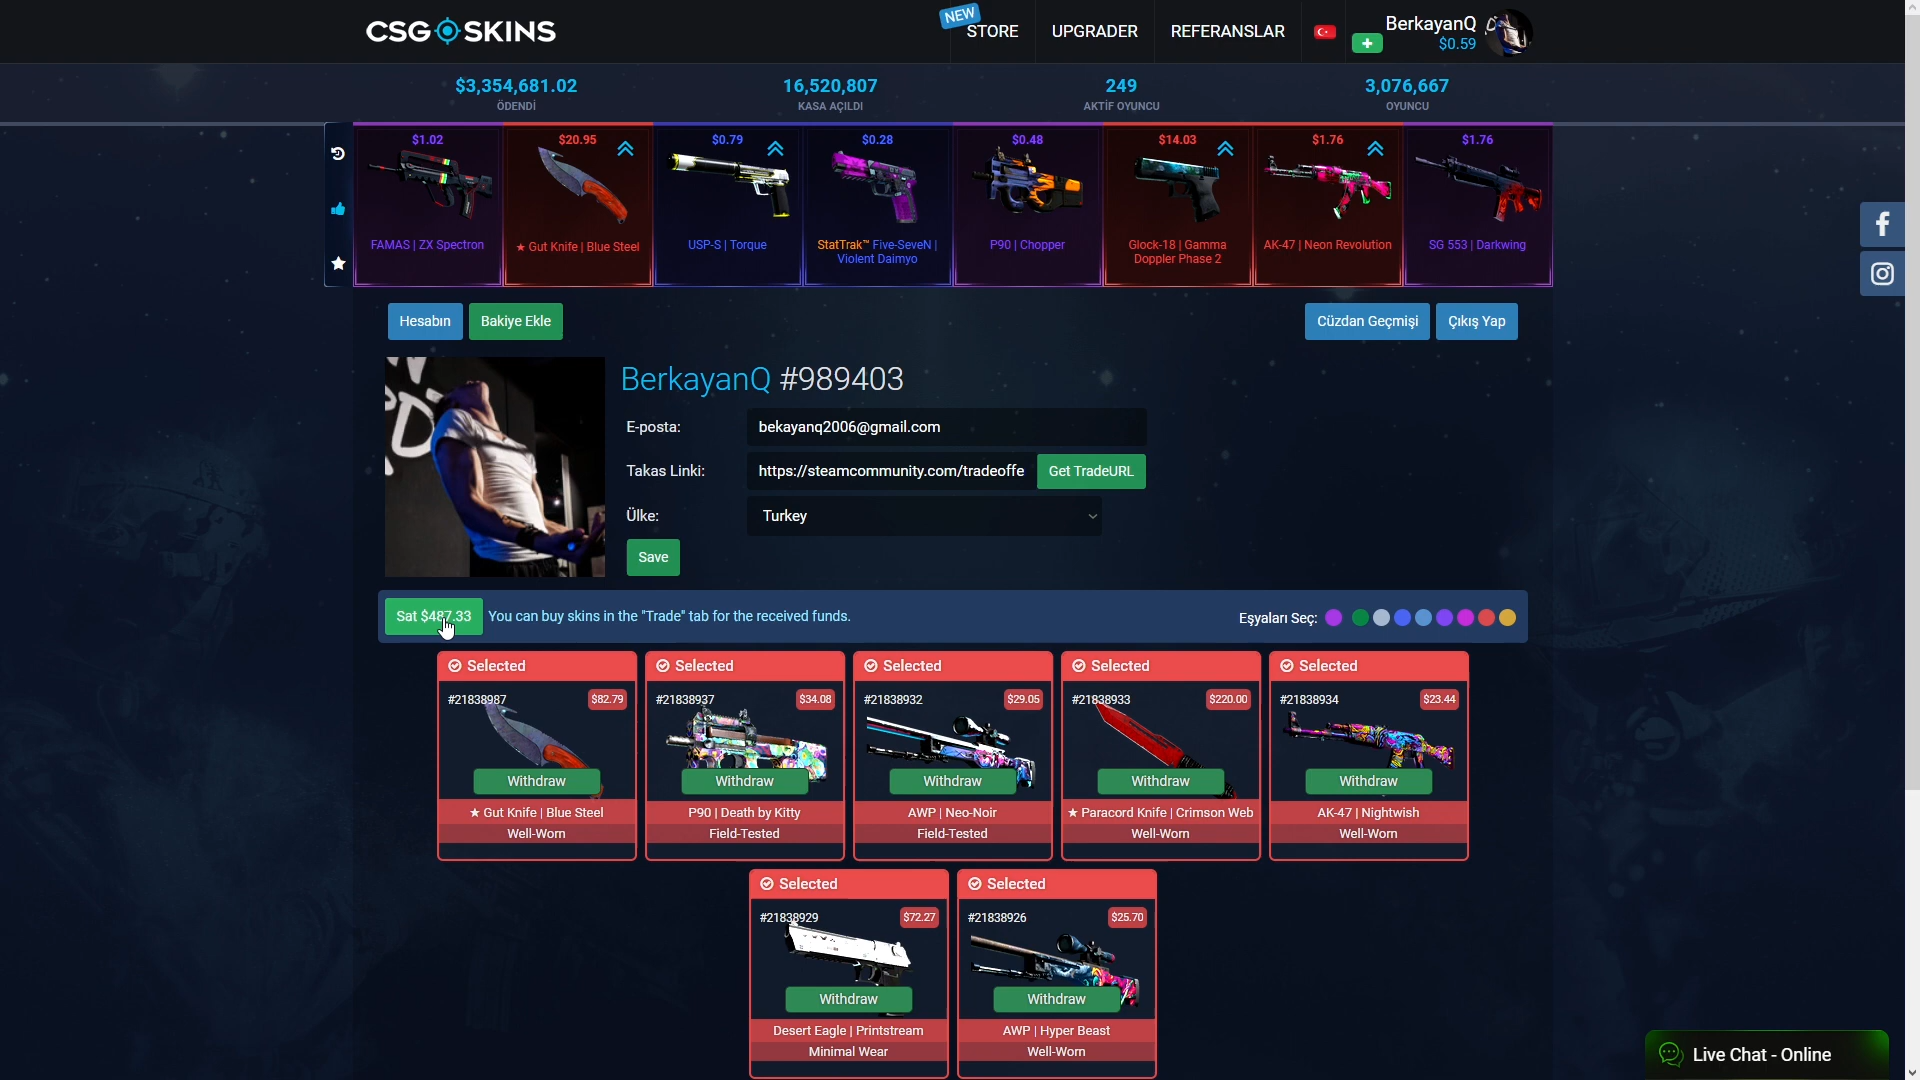 CSG SKINS
NEW
STORE
UPGRADER
REFERANSLAR
BerkayanQ
$0.59
$3,354,681.02
ÖDENDİ
16,520,807
KASA AÇILDI
249
AKTİF OYUNCU
3,076,667
OYUNCU
$1.02
FAMAS | ZX Spectron
$20.95
★ Gut Knife | Blue Steel
$0.79
USP-S | Torque
$0.28
StatTrak™ Five-SeveN |
Violent Daimyo
$0.48
P90 | Chopper
$14.03
Glock-18 | Gamma
Doppler Phase 2
$1.76
AK-47 | Neon Revolution
$1.76
SG 553 | Darkwing
Hesabın
Bakiye Ekle
Cüzdan Geçmişi
Çıkış Yap
BerkayanQ #989403
E-posta:
bekayanq2006@gmail.com
Takas Linki:
https://steamcommunity.com/tradeoffe
Get TradeURL
Ülke:
Turkey
Save
Sat $487.33
You can buy skins in the "Trade" tab for the received funds.
Eşyaları Seç:
Selected
#21838987
$82.79
Withdraw
★ Gut Knife | Blue Steel
Well-Worn
Selected
#21838937
$34.08
Withdraw
P90 | Death by Kitty
Field-Tested
Selected
#21838932
$29.05
Withdraw
AWP | Neo-Noir
Field-Tested
Selected
#21838933
$220.00
Withdraw
★ Paracord Knife | Crimson Web
Well-Worn
Selected
#21838934
$23.44
Withdraw
AK-47 | Nightwish
Well-Worn
Selected
#21838929
$72.27
Withdraw
Desert Eagle | Printstream
Minimal Wear
Selected
#21838926
$25.70
Withdraw
AWP | Hyper Beast
Well-Worn
Live Chat - Online